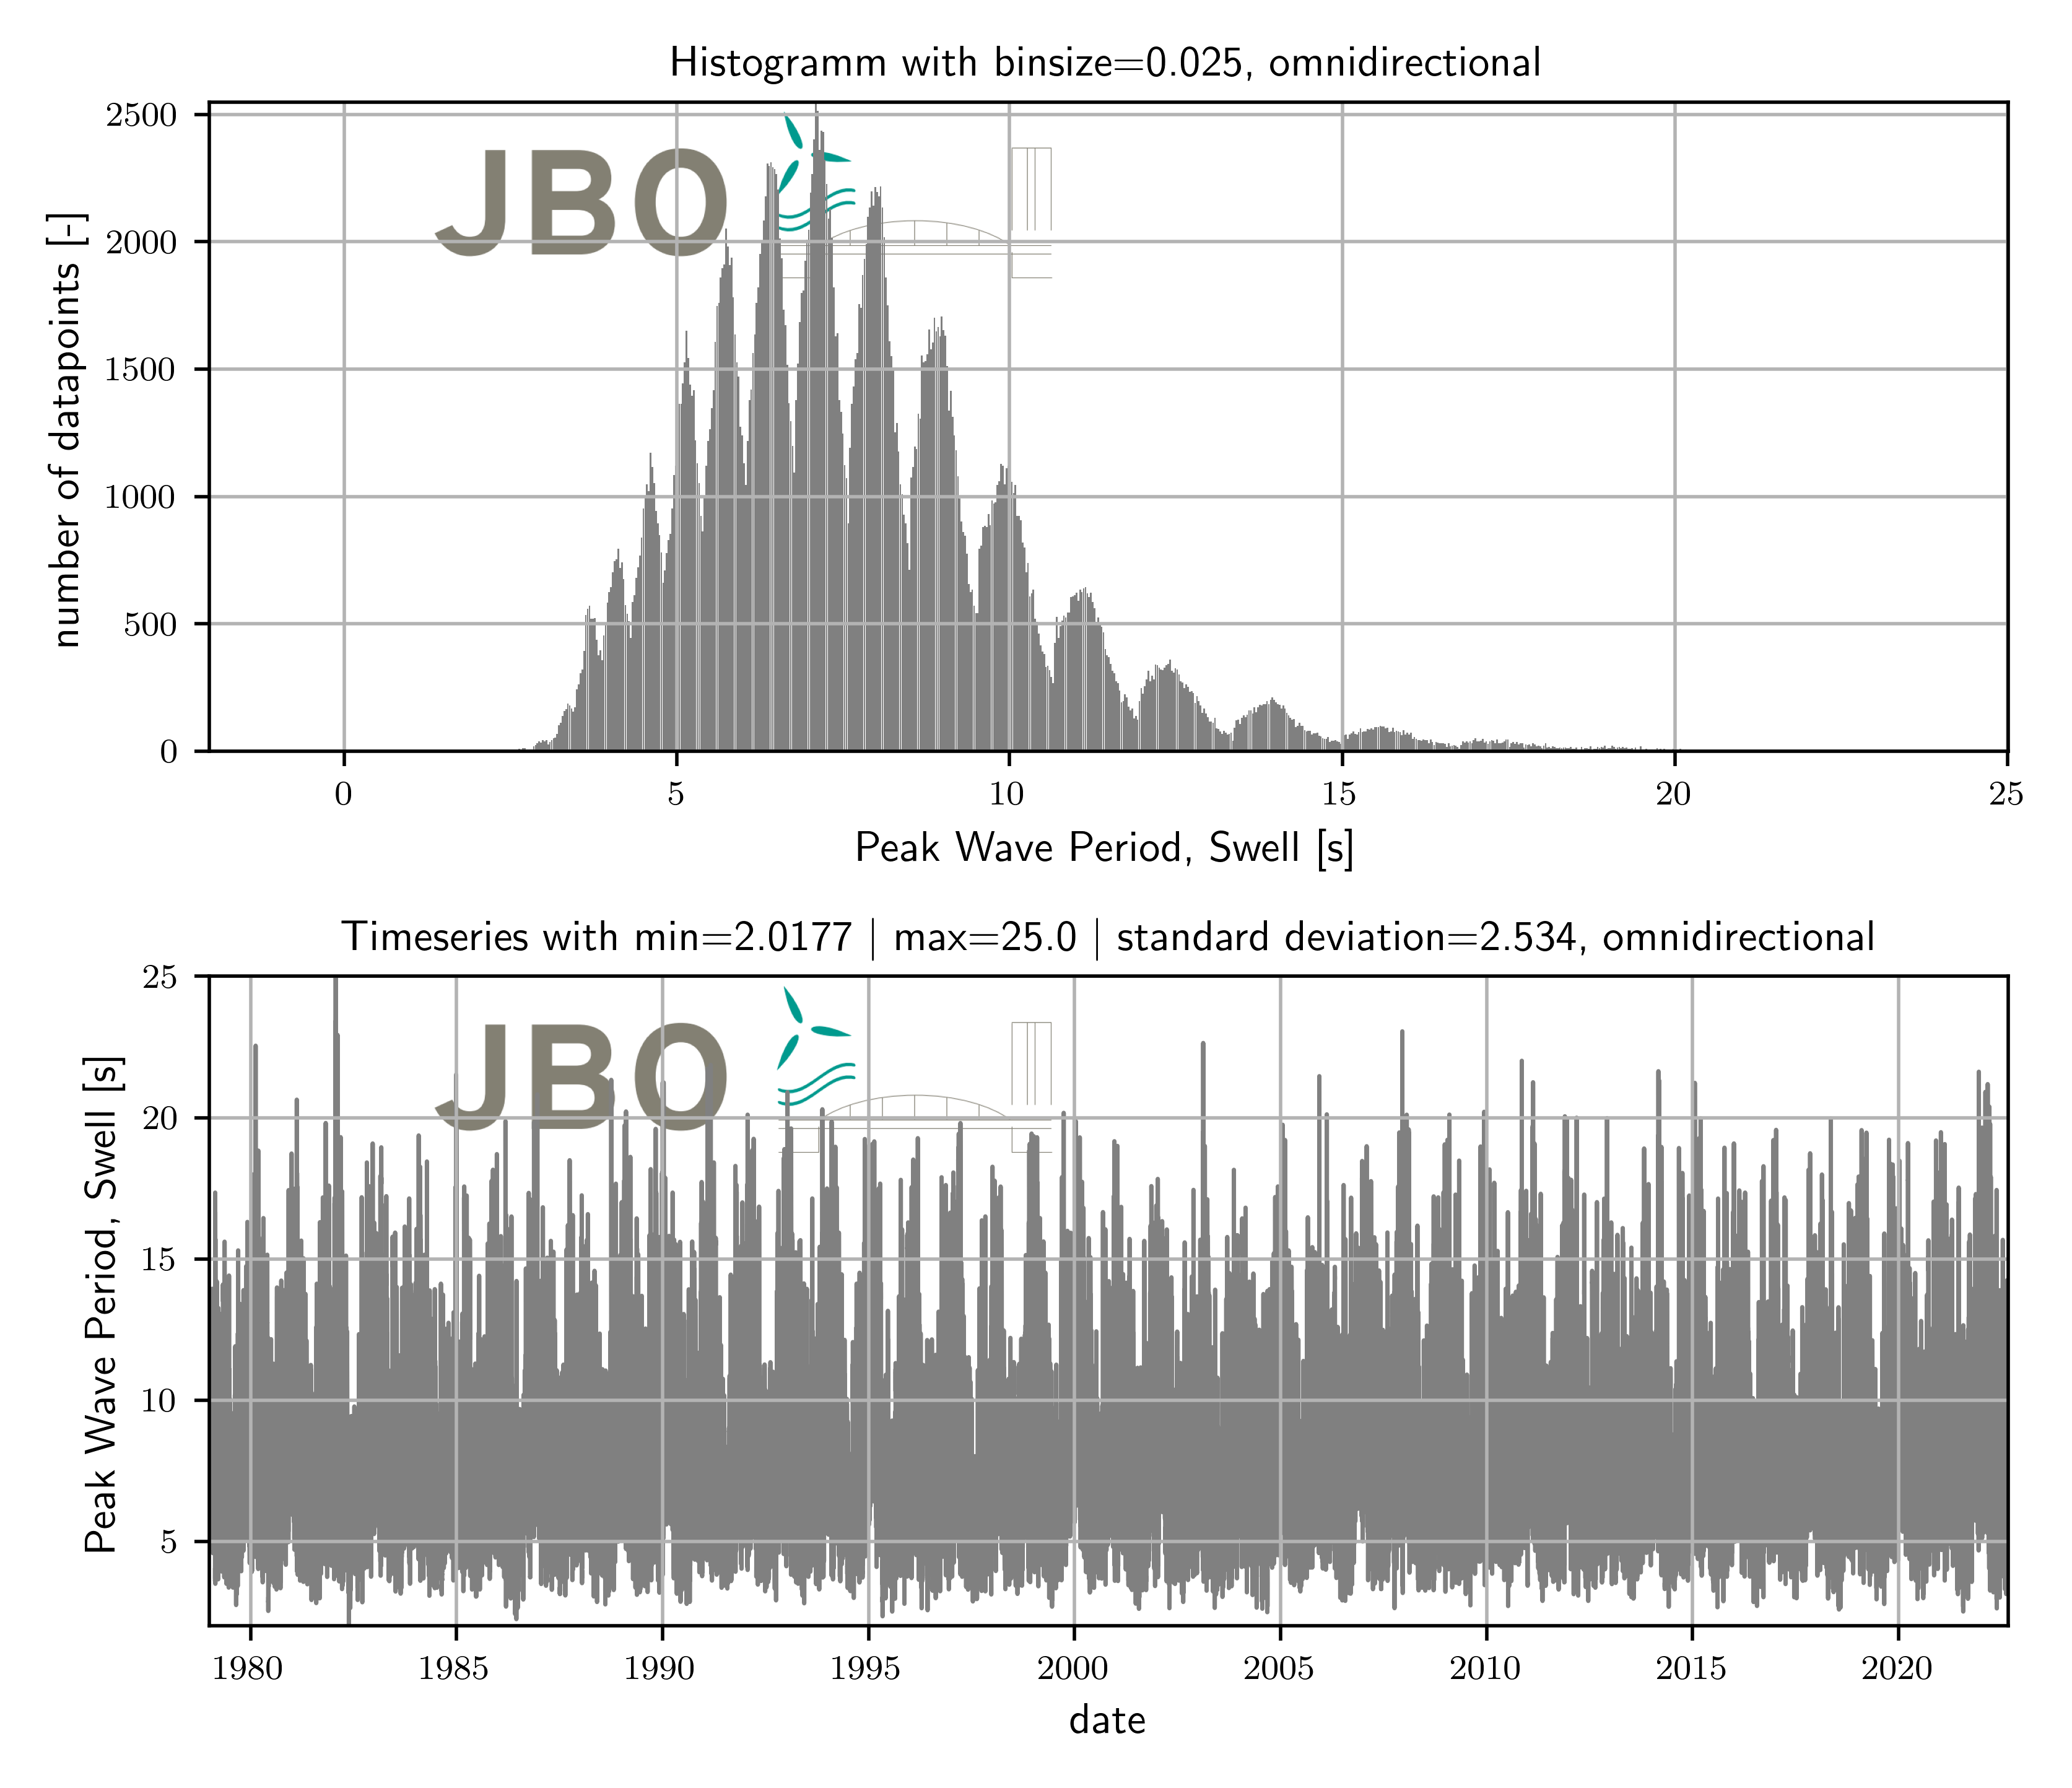 Histogramm with binsize=0.025, omnidirectional
number of datapoints [-]
2500
2000
1500
1000
500
0
JBO
0 5 10 15 20 25
Peak Wave Period, Swell [s]
Timeseries with min=2.0177 | max=25.0 | standard deviation=2.534, omnidirectional
Peak Wave Period, Swell [s]
25
20
15
10
5
JBO
1980 1985 1990 1995 2000 2005 2010 2015 2020
date